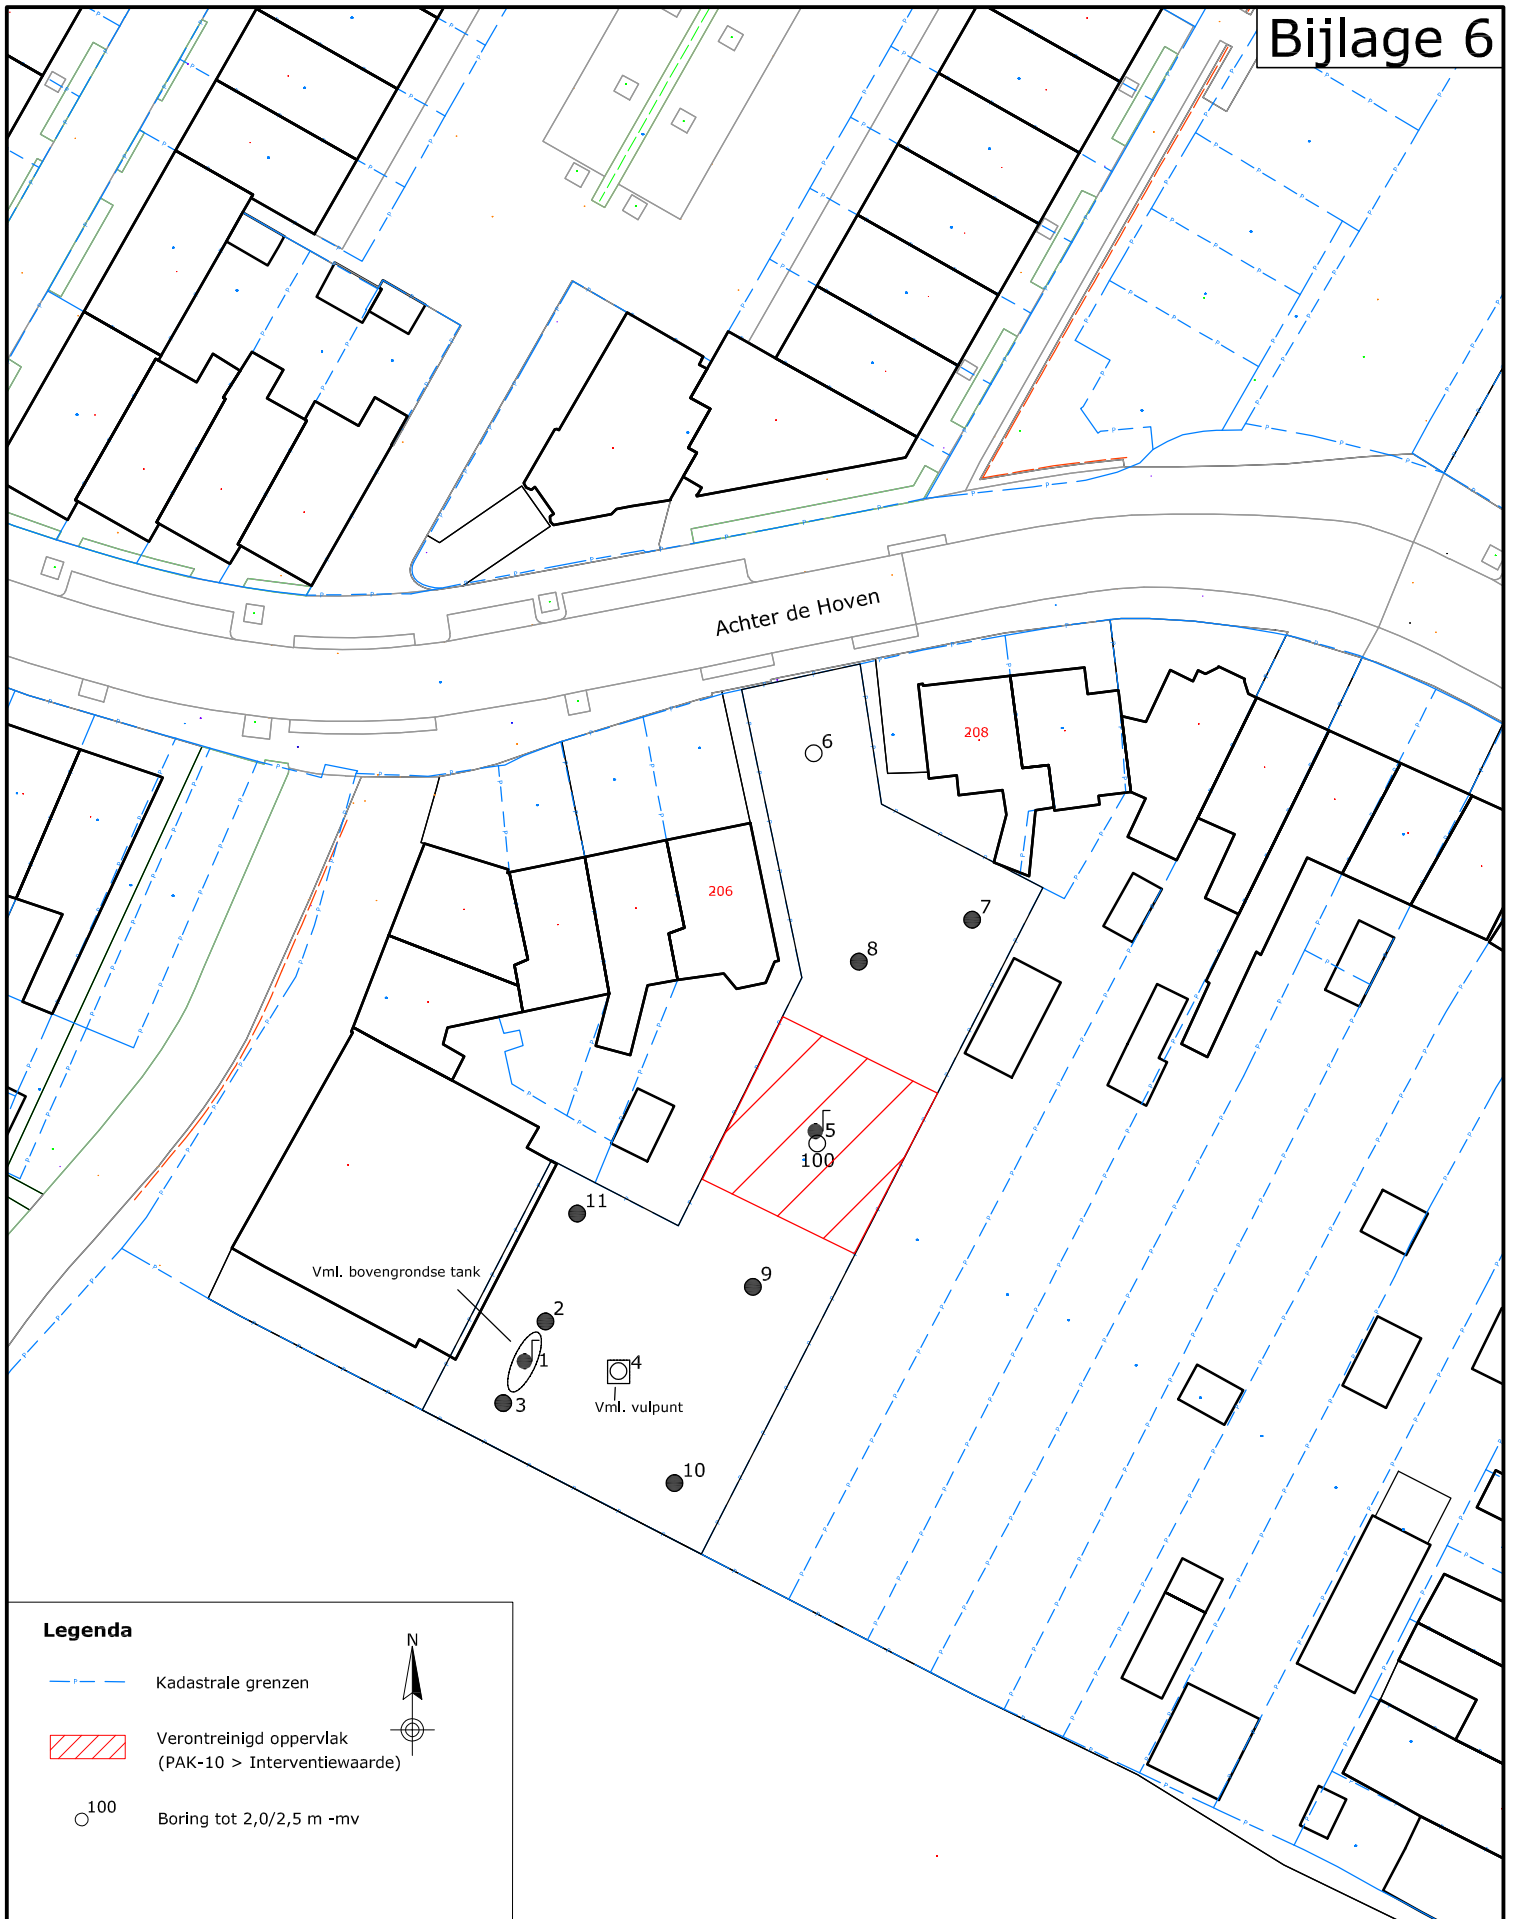 Bijlage 6
Achter de Hoven
6
208
206
7
8
5
100
11
Vml. bovengrondse tank
9
2
1
4
3
Vml. vulpunt
10
Legenda
N
Kadastrale grenzen
Verontreinigd oppervlak
(PAK-10 > Interventiewaarde)
100
Boring tot 2,0/2,5 m -mv